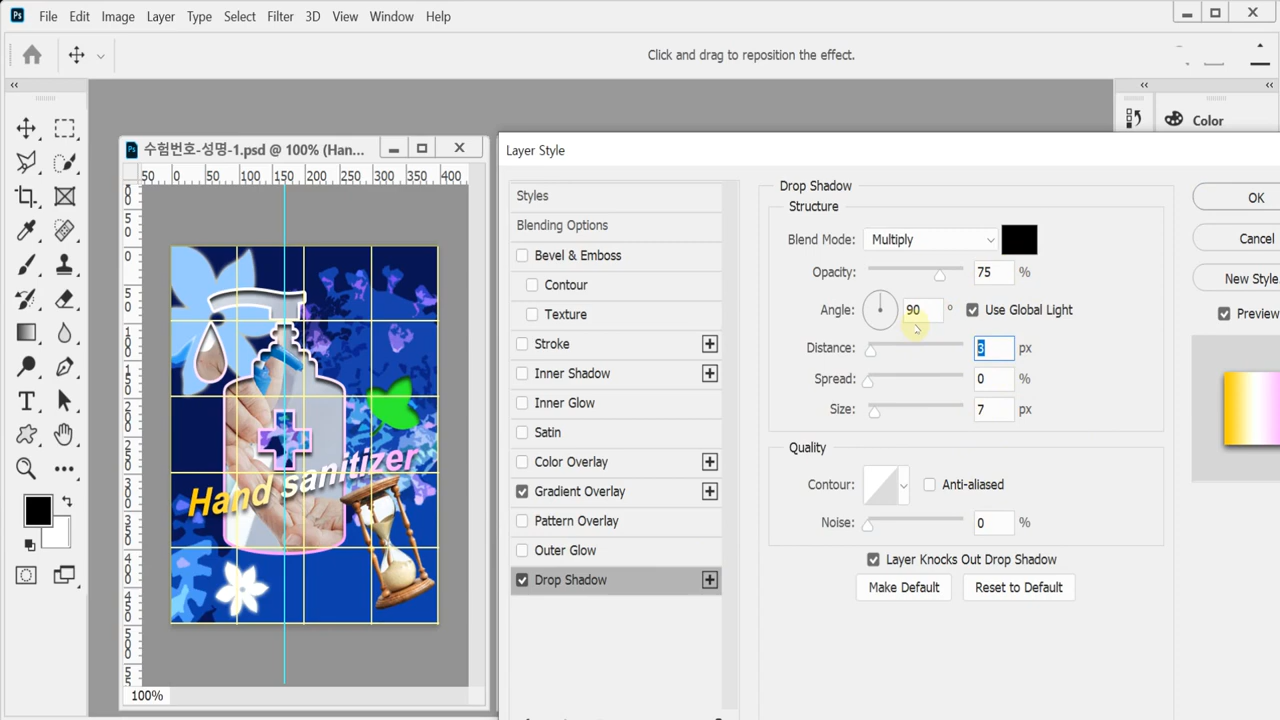 Ps File Edit Image Layer Type Select Filter 3D View Window Help
Click and drag to reposition the effect.
Color
수험번호-성명-1.psd @ 100% (Han...
50 0 50 100 150 200 250 300 400
Hand sanitizer
100%
Layer Style
Styles
Blending Options
Bevel & Emboss
Contour
Texture
Stroke
Inner Shadow
Inner Glow
Satin
Color Overlay
Gradient Overlay
Pattern Overlay
Outer Glow
Drop Shadow
Drop Shadow
Structure
Blend Mode: Multiply
Opacity: 75 %
Angle: 90 ° Use Global Light
Distance: 3 px
Spread: 0 %
Size: 7 px
Quality
Contour: Anti-aliased
Noise: 0 %
Layer Knocks Out Drop Shadow
Make Default Reset to Default
OK
Cancel
New Style.
Preview